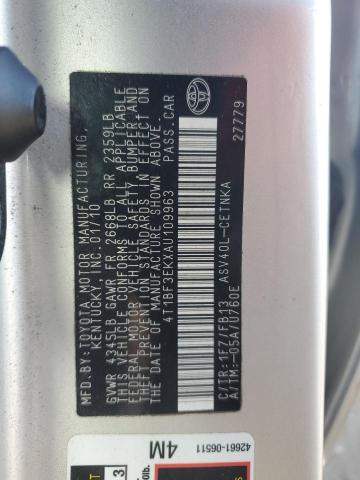 MFD.BY:TOYOTA MOTOR MANUFACTURING
KENTUCKY, INC. 01/10
GVWR 4345LB GAWR FR 2668LB RR 2359LB
THIS VEHICLE CONFORMS TO ALL APPLICABLE
FEDERAL MOTOR VEHICLE SAFETY, BUMPER, AND
THEFT PREVENTION STANDARDS IN EFFECT ON
THE DATE OF MANUFACTURE SHOWN ABOVE.
4T1BF3EKXAU109963 PASS.CAR
C/TR:1F7/FB13 ASV40L-CETNKA
A/TM:-05A/U760E 27779
42661-06511
4M